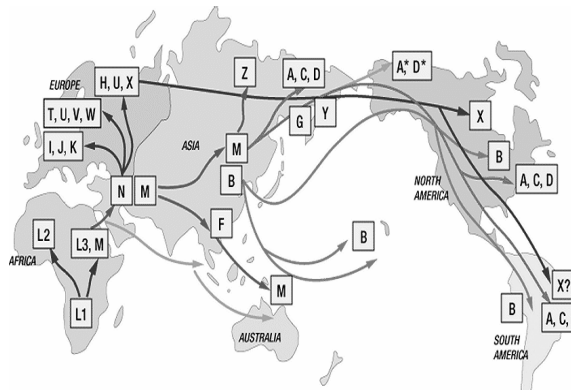 Z
A, C, D
A,* D*
EUROPE
H, U, X
T, U, V, W
G
Y
X
I, J, K
ASIA
M
B
B
N
M
NORTH
AMERICA
A, C, D
L2
L3, M
F
B
AFRICA
M
X?
L1
B
A, C,
AUSTRALIA
SOUTH
AMERICA